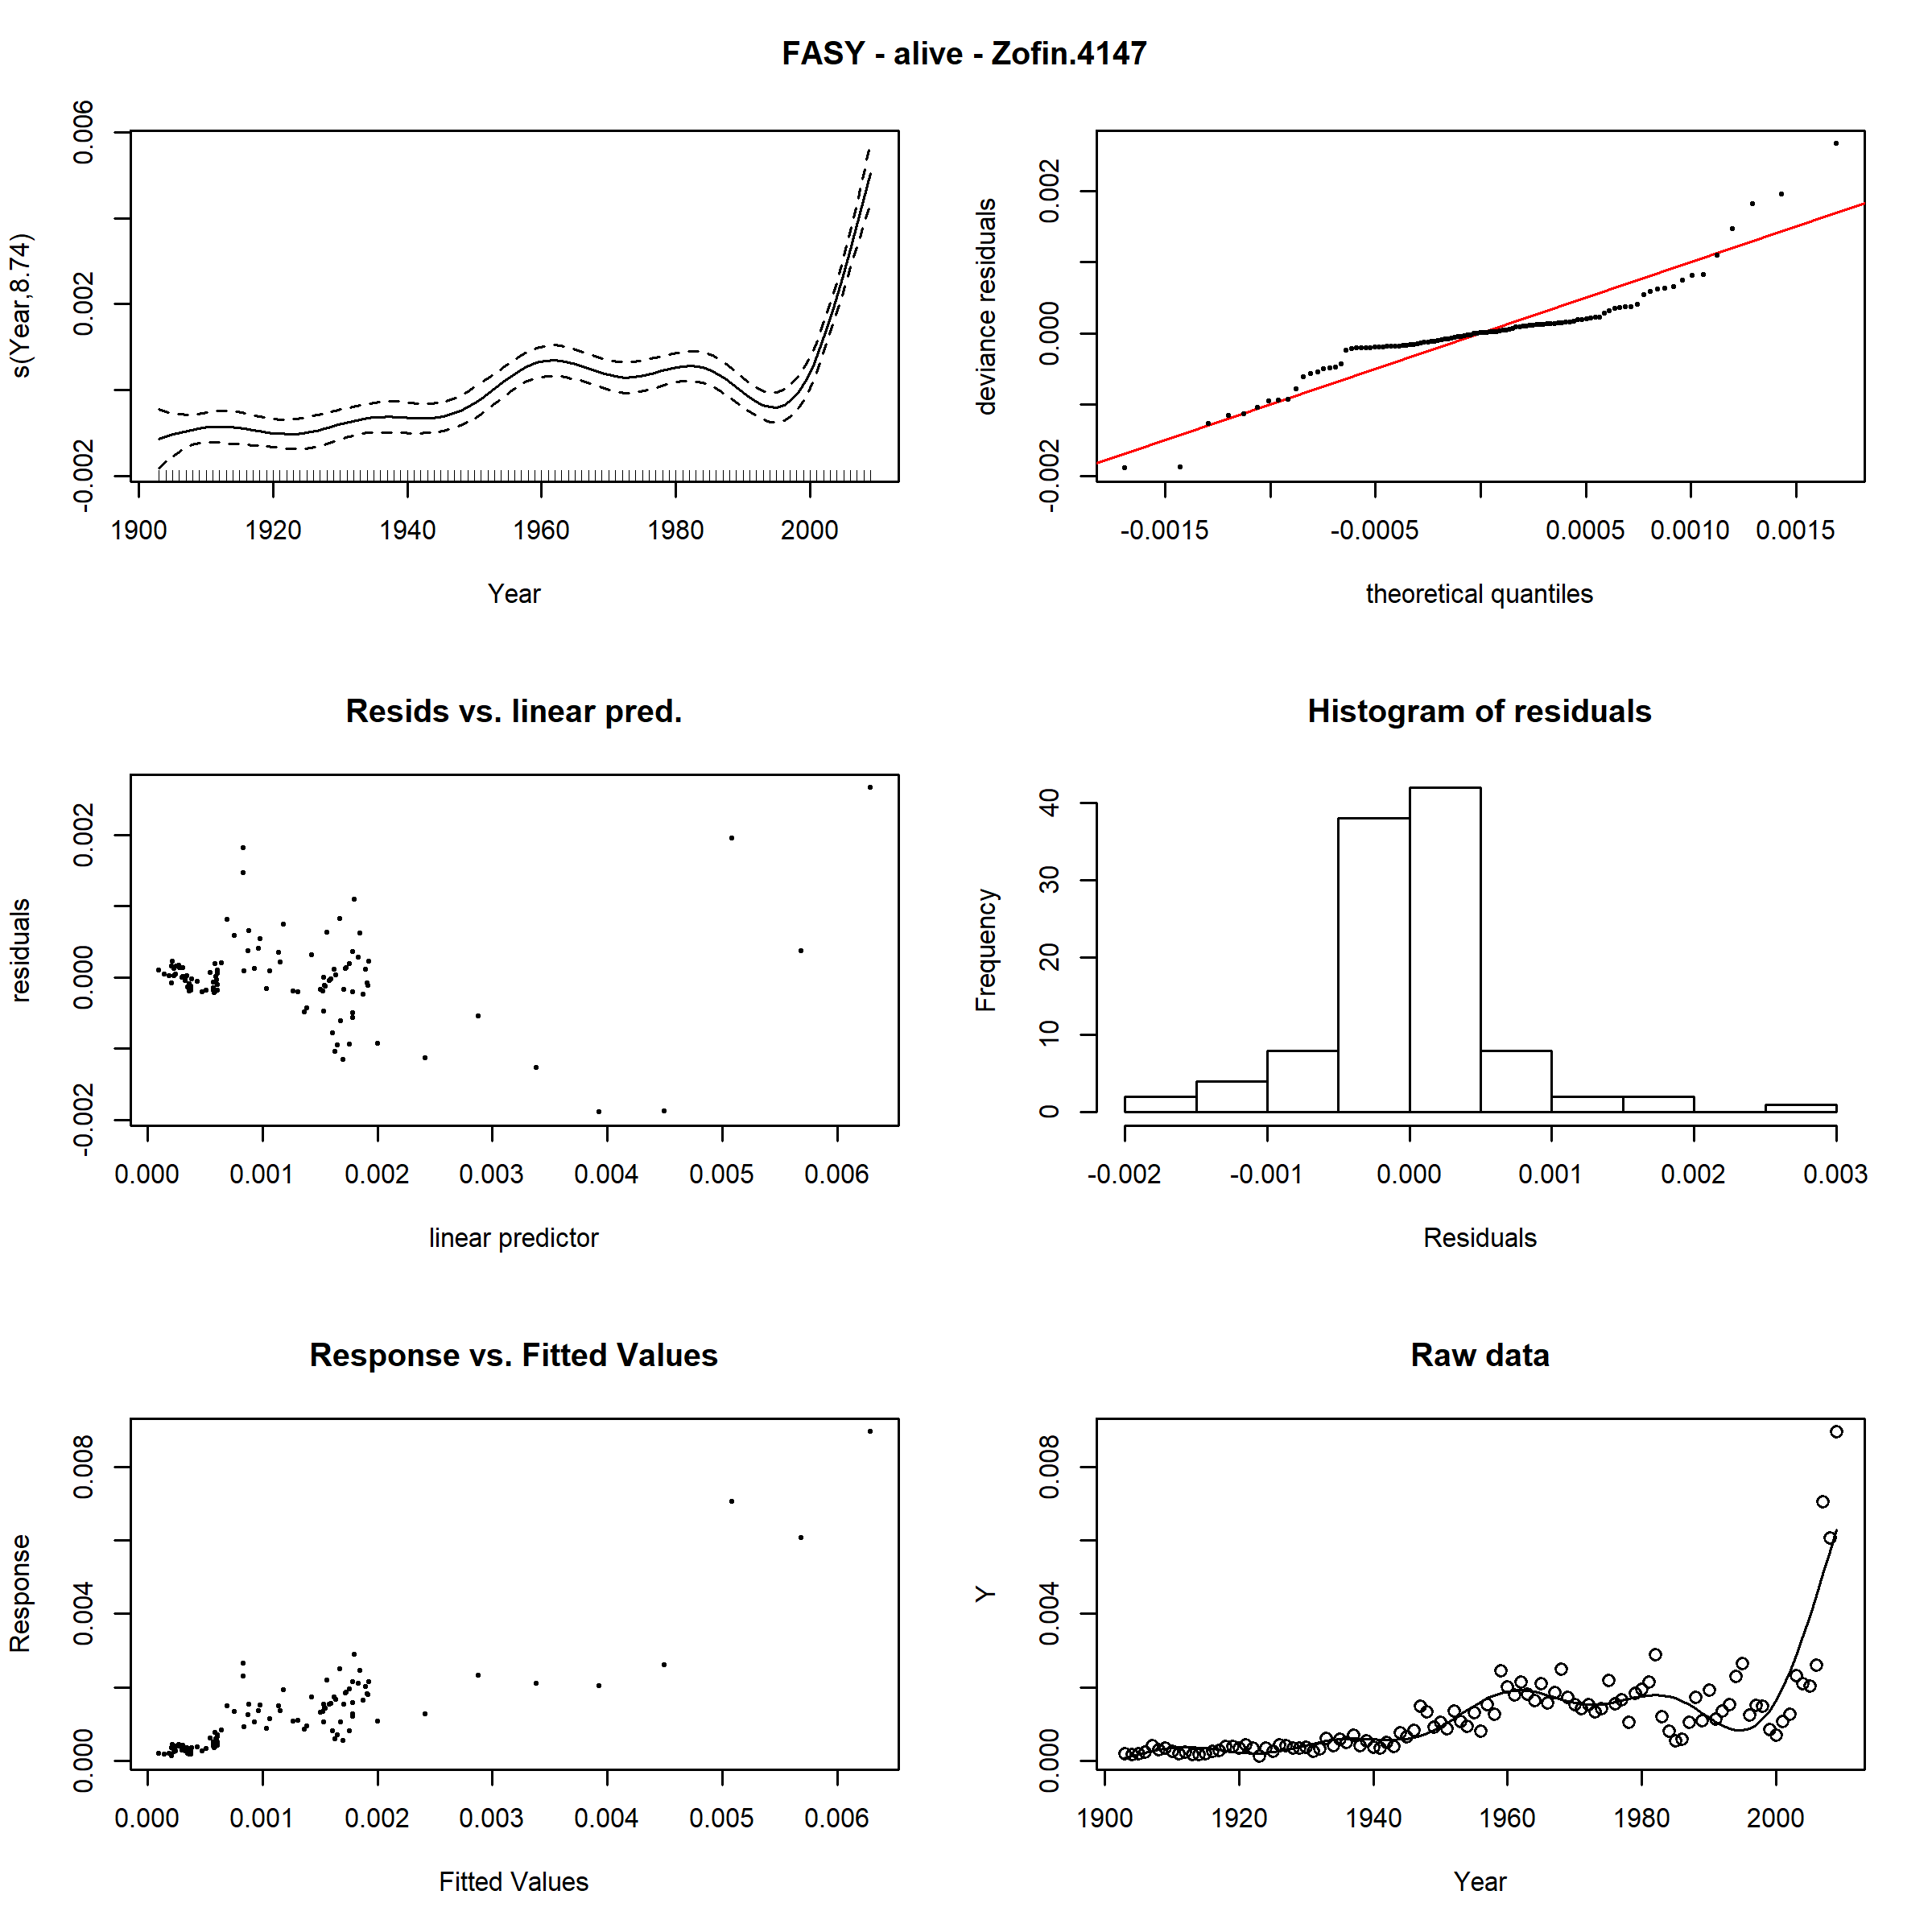 FASY - alive - Zofin.4147
s(Year,8.74)
-0.002 0.002 0.006
1900 1920 1940 1960 1980 2000
Year
deviance residuals
-0.002 0.000 0.002
-0.0015 -0.0005 0.0005 0.0010 0.0015
theoretical quantiles
Resids vs. linear pred.
residuals
-0.002 0.000 0.002
0.000 0.001 0.002 0.003 0.004 0.005 0.006
linear predictor
Histogram of residuals
Frequency
0 10 20 30 40
-0.002 -0.001 0.000 0.001 0.002 0.003
Residuals
Response vs. Fitted Values
Response
0.000 0.004 0.008
0.000 0.001 0.002 0.003 0.004 0.005 0.006
Fitted Values
Raw data
Y
0.000 0.004 0.008
1900 1920 1940 1960 1980 2000
Year